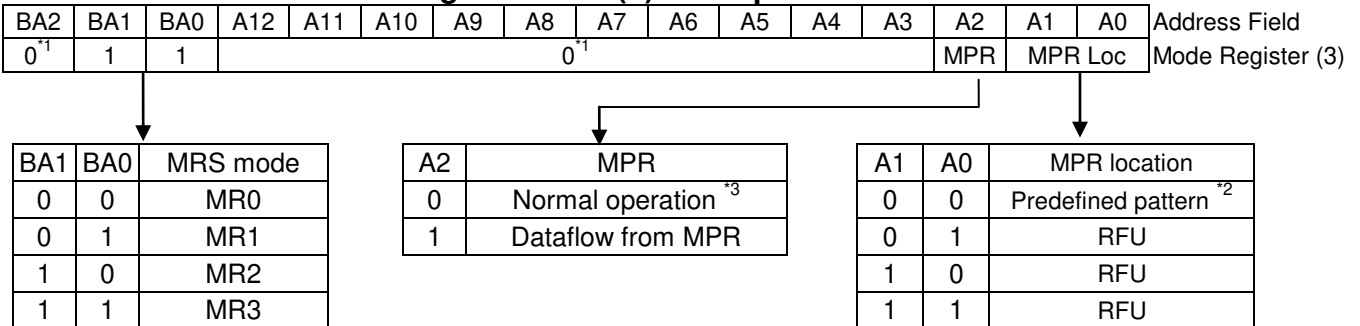 BA2 BA1 BA0 A12 A11 A10 A9 A8 A7 A6 A5 A4 A3 A2 A1 A0 Address Field
0*1 1 1 0*1 MPR MPR Loc Mode Register (3)
BA1 BA0 MRS mode
0 0 MR0
0 1 MR1
1 0 MR2
1 1 MR3
A2 MPR
0 Normal operation *3
1 Dataflow from MPR
A1 A0 MPR location
0 0 Predefined pattern *2
0 1 RFU
1 0 RFU
1 1 RFU